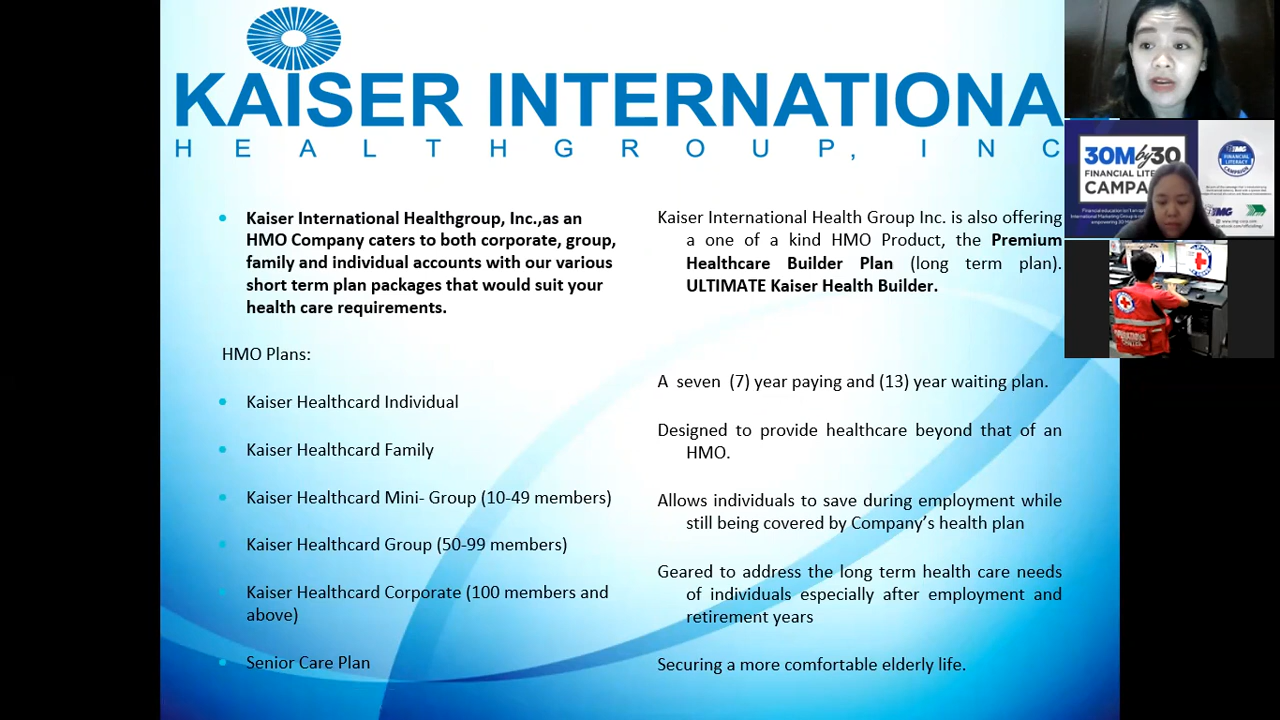 KAISER INTERNATIONA
HEALTHGROUP, INC
Kaiser International Healthgroup, Inc.,as an
HMO Company caters to both corporate, group,
family and individual accounts with our various
short term plan packages that would suit your
health care requirements.
HMO Plans:
Kaiser Healthcard Individual
Kaiser Healthcard Family
Kaiser Healthcard Mini- Group (10-49 members)
Kaiser Healthcard Group (50-99 members)
Kaiser Healthcard Corporate (100 members and
above)
Senior Care Plan
Kaiser International Health Group Inc. is also offering
a one of a kind HMO Product, the Premium
Healthcare Builder Plan (long term plan).
ULTIMATE Kaiser Health Builder.
A seven (7) year paying and (13) year waiting plan.
Designed to provide healthcare beyond that of an
HMO.
Allows individuals to save during employment while
still being covered by Company's health plan
Geared to address the long term health care needs
of individuals especially after employment and
retirement years
Securing a more comfortable elderly life.
30M by 30
FINANCIAL LITE
CAMPA
IMG
FINANCIAL
LITERACY
CAMPAIGN